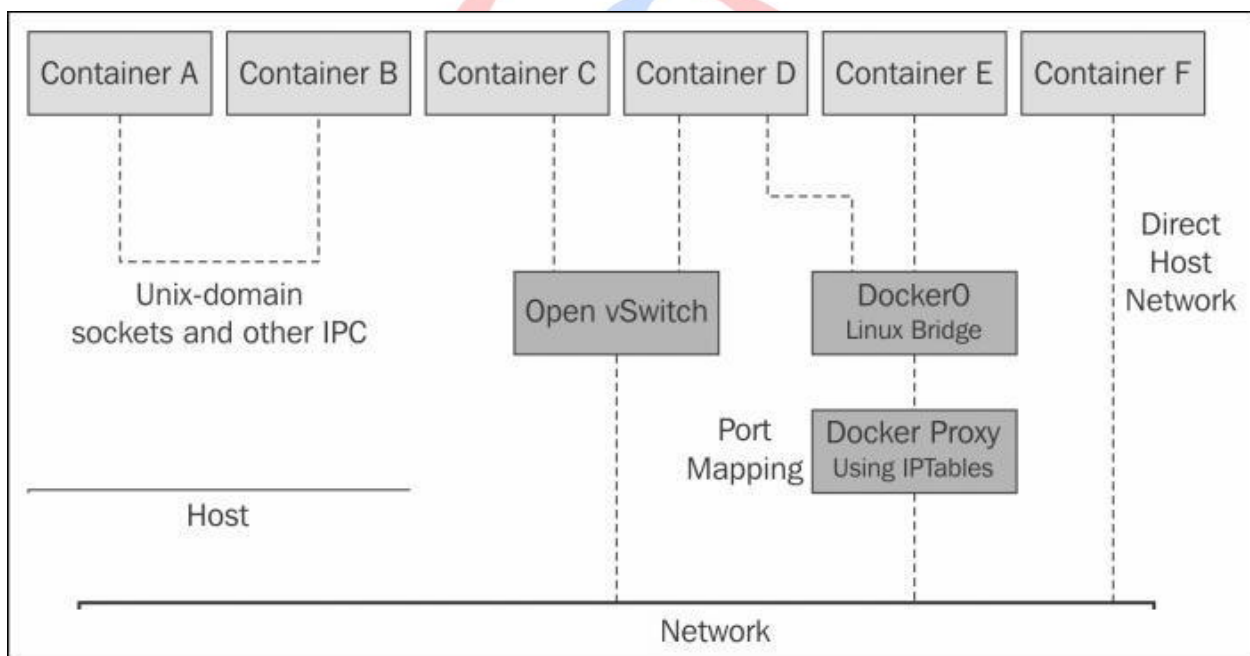 Container A
Container B
Container C
Container D
Container E
Container F
Unix-domain
sockets and other IPC
Open vSwitch
Docker0
Linux Bridge
Direct
Host
Network
Port
Mapping
Docker Proxy
Using IPTables
Host
Network